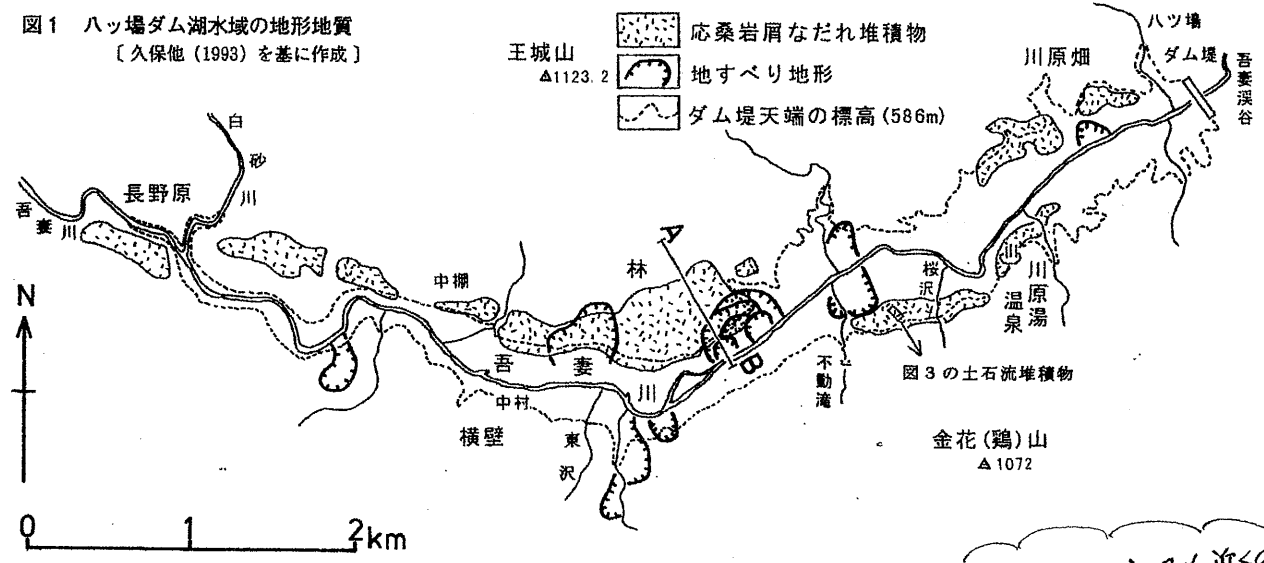 図1 八ッ場ダム湖水域の地形地質
〔久保他(1993)を基に作成〕
王城山
△1123.2
応桑岩屑なだれ堆積物
地すべり地形
ダム堤天端の標高(586m)
八ツ場
ダム堤
吾妻渓谷
川原畑
白砂川
長野原
吾妻川
中棚
林
A
B
吾妻川
中村
横壁
東沢
不動滝
桜沢
川原湯
温泉
図3の土石流堆積物
金花(鶏)山
△1072
N
0 1 2km